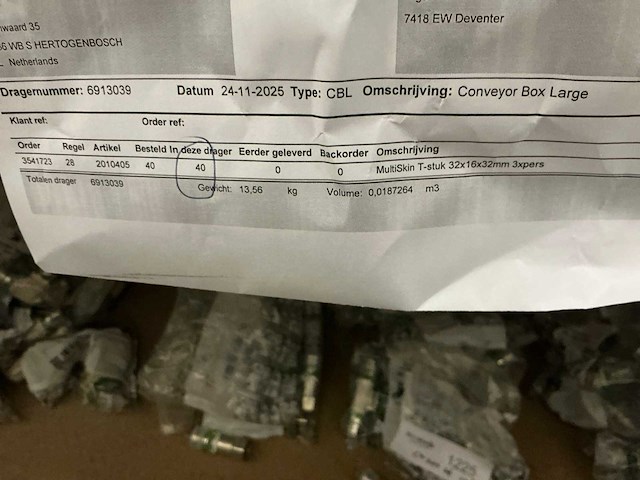 waard 35
WB S HERTOGENBOSCH
Netherlands
7418 EW Deventer
Dragernummer: 6913039 Datum 24-11-2025 Type: CBL Omschrijving: Conveyor Box Large
Klant ref: Order ref:
Order Regel Artikel Besteld In deze drager Eerder geleverd Backorder Omschrijving
3541723 28 2010405 40 40 0 0 MultiSkin T-stuk 32x16x32mm 3xpers
Totalen drager 6913039 Gewicht: 13,56 kg Volume: 0,0187264 m3
1225